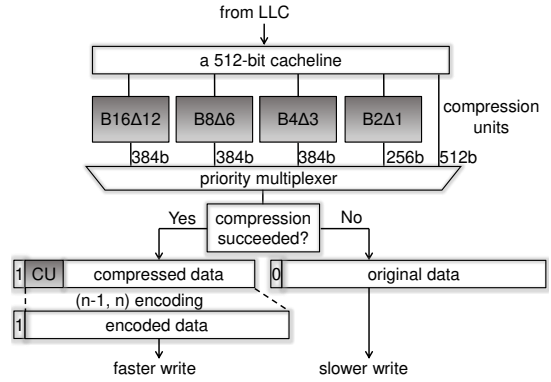 from LLC
a 512-bit cacheline
B16Δ12 B8Δ6 B4Δ3 B2Δ1
compression
units
384b 384b 384b 256b 512b
priority multiplexer
Yes compression No
succeeded?
1 CU compressed data 0 original data
(n-1, n) encoding
1 encoded data
faster write slower write